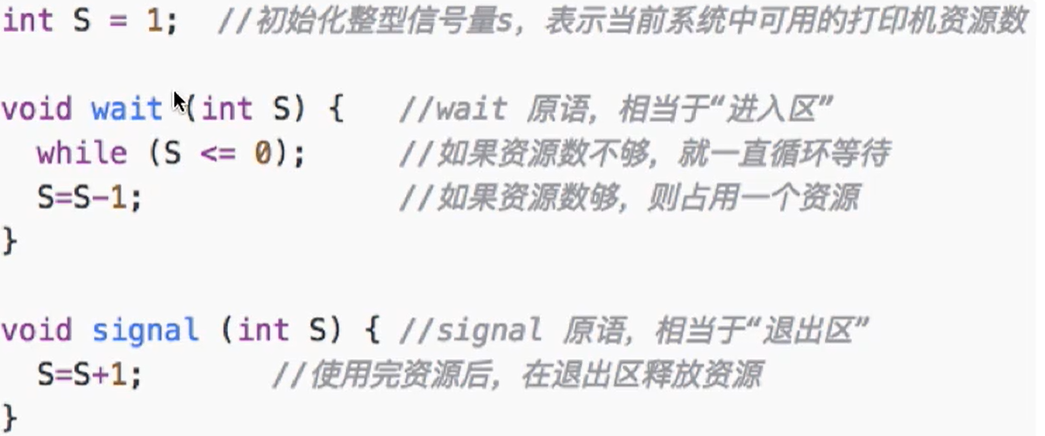 int S = 1;  //初始化整型信号量s，表示当前系统中可用的打印机资源数
void wait (int S) {   //wait 原语，相当于“进入区”
while (S <= 0);      //如果资源数不够，就一直循环等待
S=S-1;             //如果资源数够，则占用一个资源
}
void signal (int S) { //signal 原语，相当于“退出区”
S=S+1;       //使用完资源后，在退出区释放资源
}